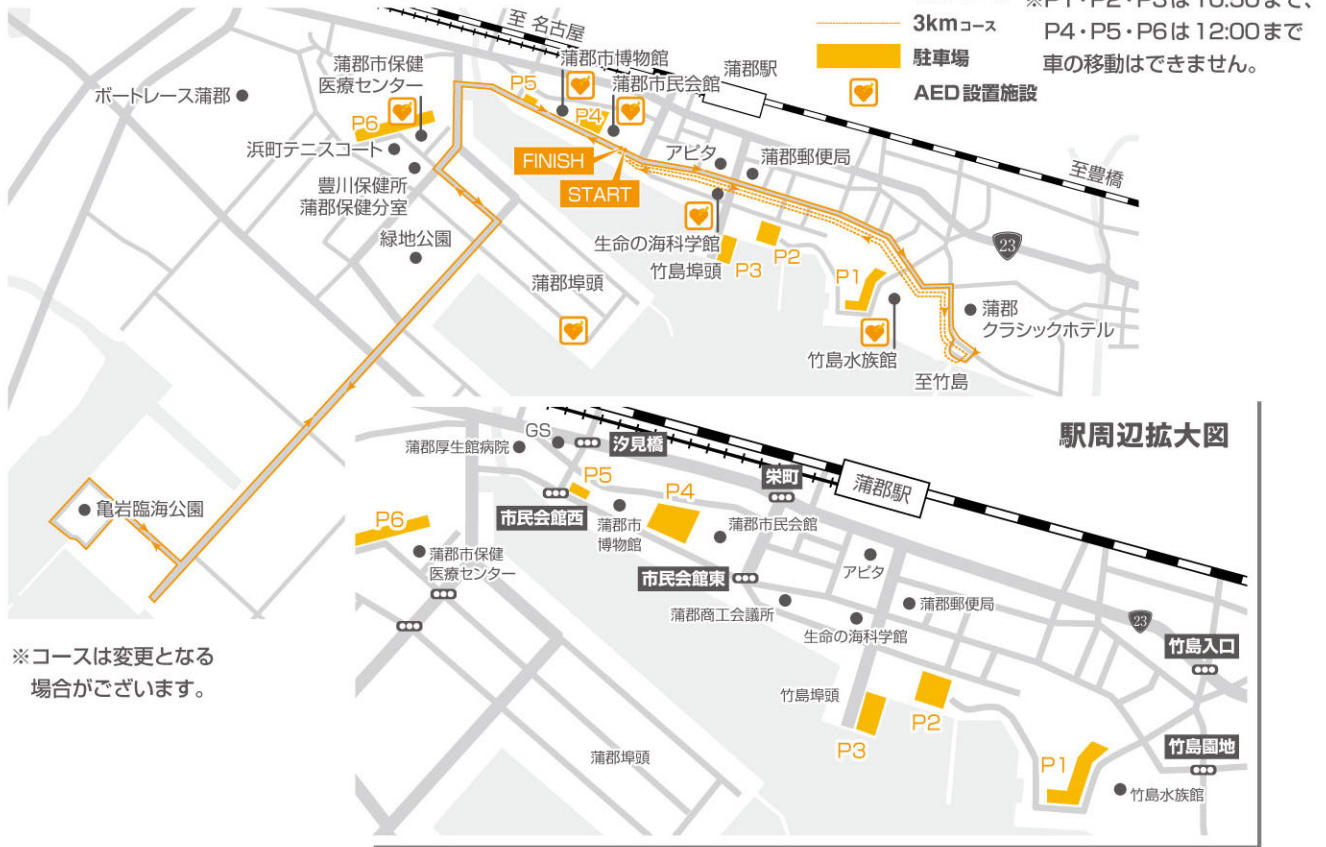 ※P1・P2・P3は10:30まで、
P4・P5・P6は12:00まで
車の移動はできません。
3kmコース
駐車場
AED設置施設
至 名古屋
蒲郡市博物館
蒲郡市民会館
蒲郡駅
蒲郡市保健
医療センター
ボートレース蒲郡
P5
P4
P6
浜町テニスコート
豊川保健所
蒲郡保健分室
緑地公園
FINISH
START
アピタ
蒲郡郵便局
至豊橋
23
生命の海科学館
竹島埠頭
P3
P2
P1
蒲郡埠頭
蒲郡
クラシックホテル
竹島水族館
至竹島
亀岩臨海公園
※コースは変更となる
場合がございます。
駅周辺拡大図
GS
蒲郡厚生館病院
汐見橋
栄町
蒲郡駅
P5
P4
市民会館西
蒲郡市
博物館
蒲郡市民会館
P6
蒲郡市保健
医療センター
市民会館東
アピタ
蒲郡商工会議所
蒲郡郵便局
生命の海科学館
23
竹島入口
竹島埠頭
P2
P3
蒲郡埠頭
竹島園地
P1
竹島水族館